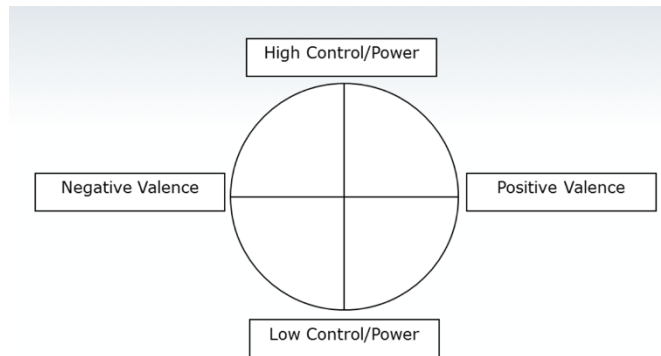 High Control/Power
Negative Valence
Positive Valence
Low Control/Power